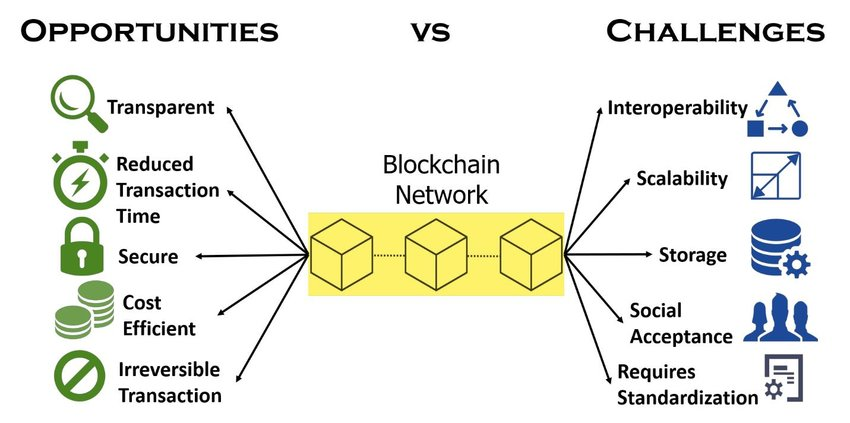 OPPORTUNITIES VS CHALLENGES
Transparent
Reduced
Transaction
Time
Secure
Cost
Efficient
Irreversible
Transaction
Blockchain
Network
Interoperability
Scalability
Storage
Social
Acceptance
Requires
Standardization